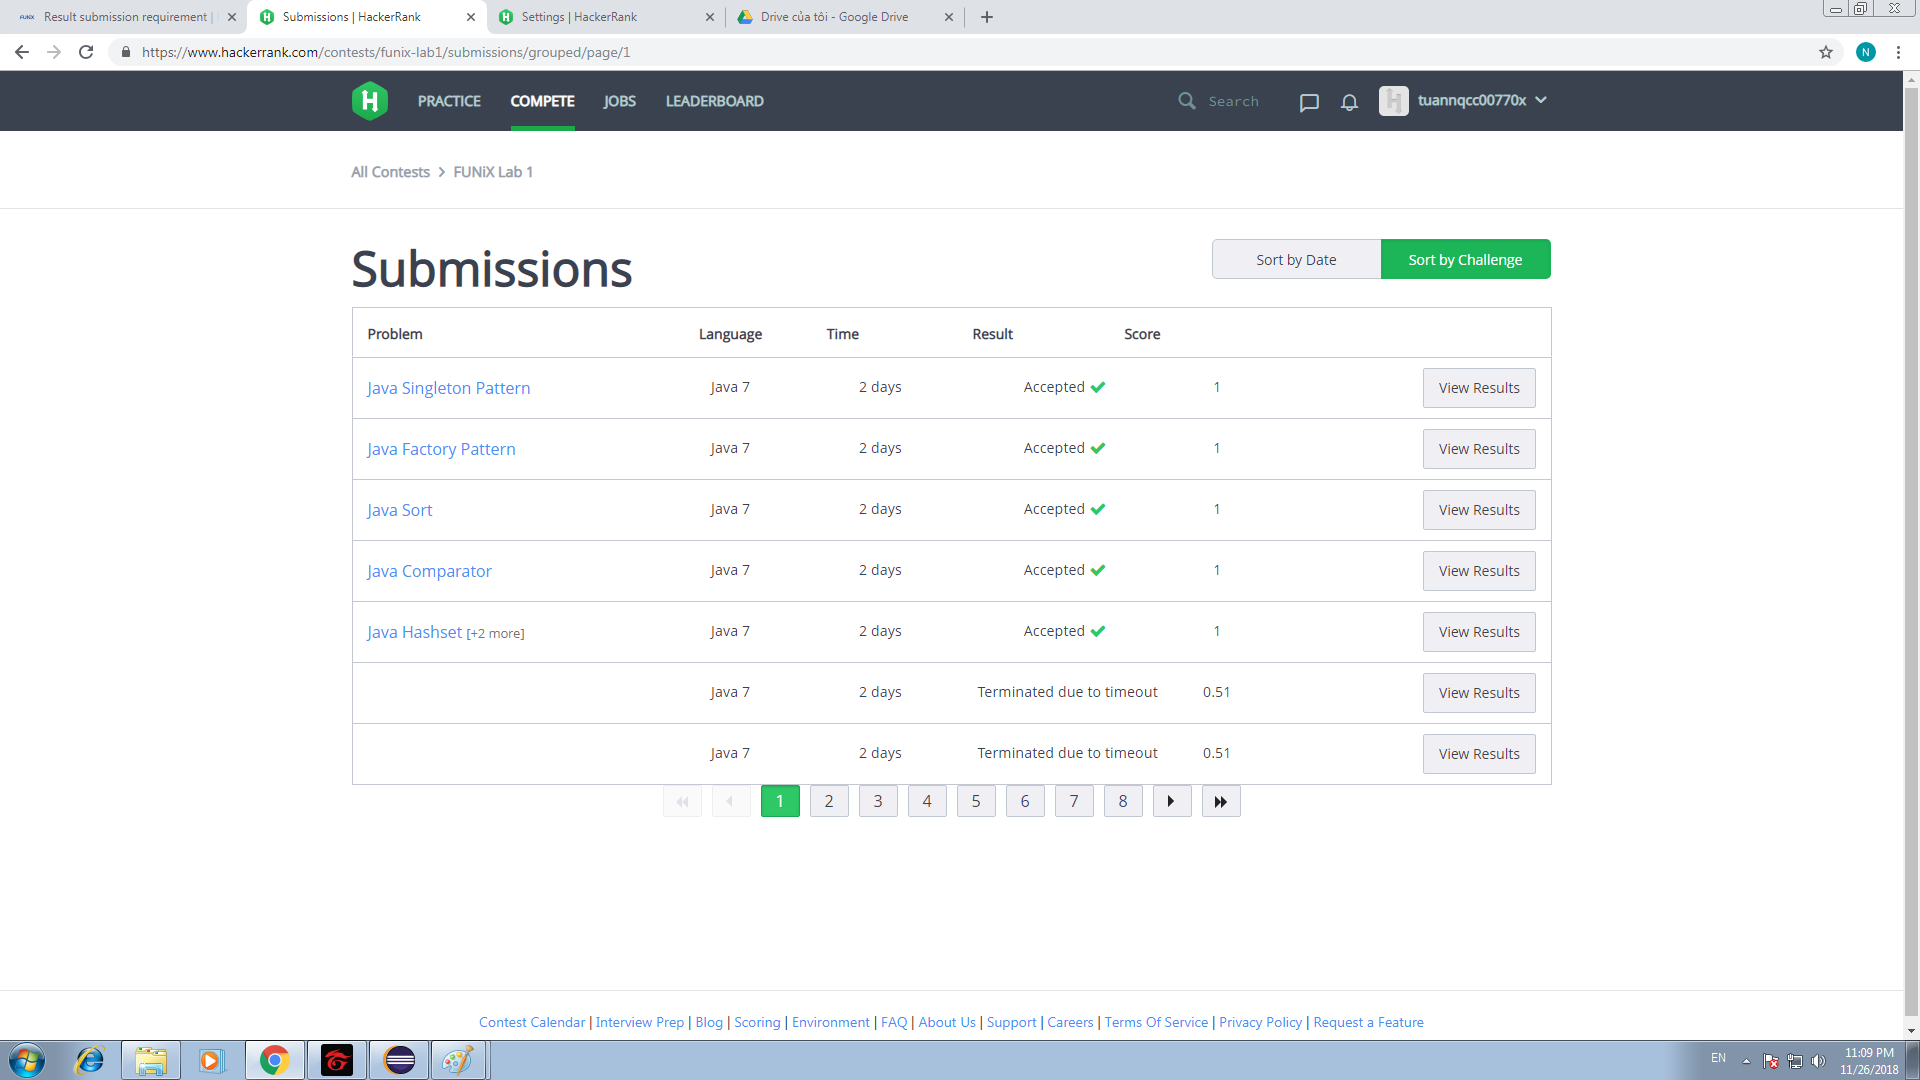 FUNiX Result submission requirement |
Submissions | HackerRank
Settings | HackerRank
Drive của tôi - Google Drive
https://www.hackerrank.com/contests/funix-lab1/submissions/grouped/page/1
N
PRACTICE COMPETE JOBS LEADERBOARD Search tuannqcc00770x
All Contests > FUNiX Lab 1
Submissions
Sort by Date Sort by Challenge
Problem Language Time Result Score
Java Singleton Pattern Java 7 2 days Accepted 1 View Results
Java Factory Pattern Java 7 2 days Accepted 1 View Results
Java Sort Java 7 2 days Accepted 1 View Results
Java Comparator Java 7 2 days Accepted 1 View Results
Java Hashset [+2 more] Java 7 2 days Accepted 1 View Results
Java 7 2 days Terminated due to timeout 0.51 View Results
Java 7 2 days Terminated due to timeout 0.51 View Results
1 2 3 4 5 6 7 8
Contest Calendar | Interview Prep | Blog | Scoring | Environment | FAQ | About Us | Support | Careers | Terms Of Service | Privacy Policy | Request a Feature
EN
11:09 PM
11/26/2018